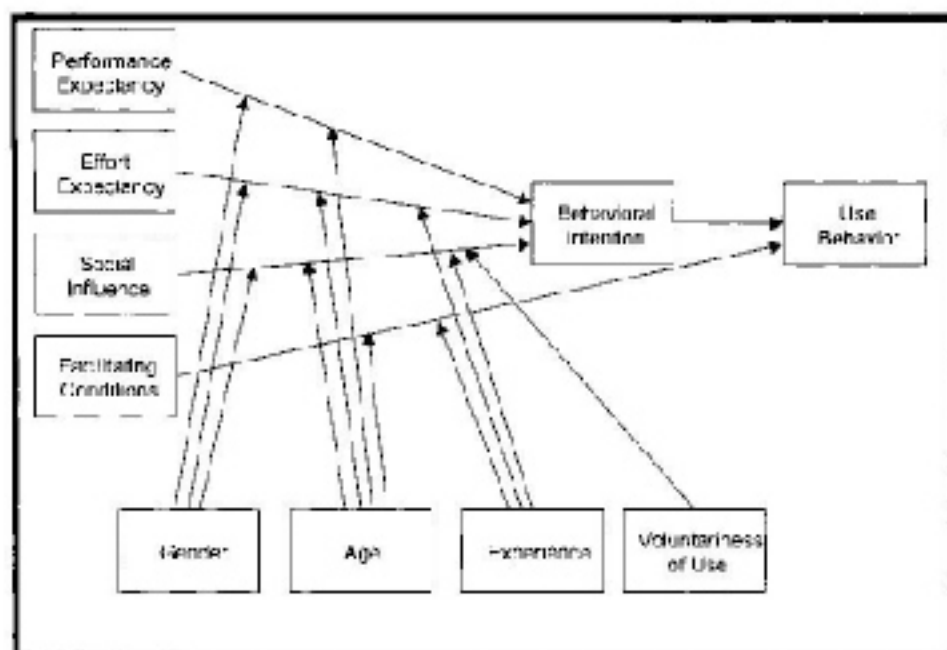 Performance
Expectancy
Effort
Expectancy
Social
Influence
Facilitating
Conditions
Behavioral
Intention
Use
Behavior
Gender
Age
Experience
Voluntariness
of Use